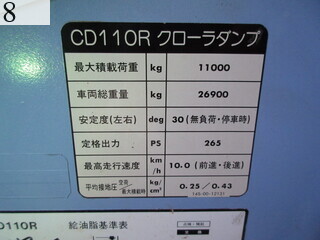 8
CD110R クローラダンプ
最大積載荷重 kg 11000
車両総重量 kg 26900
安定度(左右) deg 30(無負荷・停車時)
定格出力 PS 265
最高走行速度 km/h 10.0(前進・後進)
平均接地圧 空車/最大積載時 kg/cm² 0.25/0.43
D110R 給油脂基準表